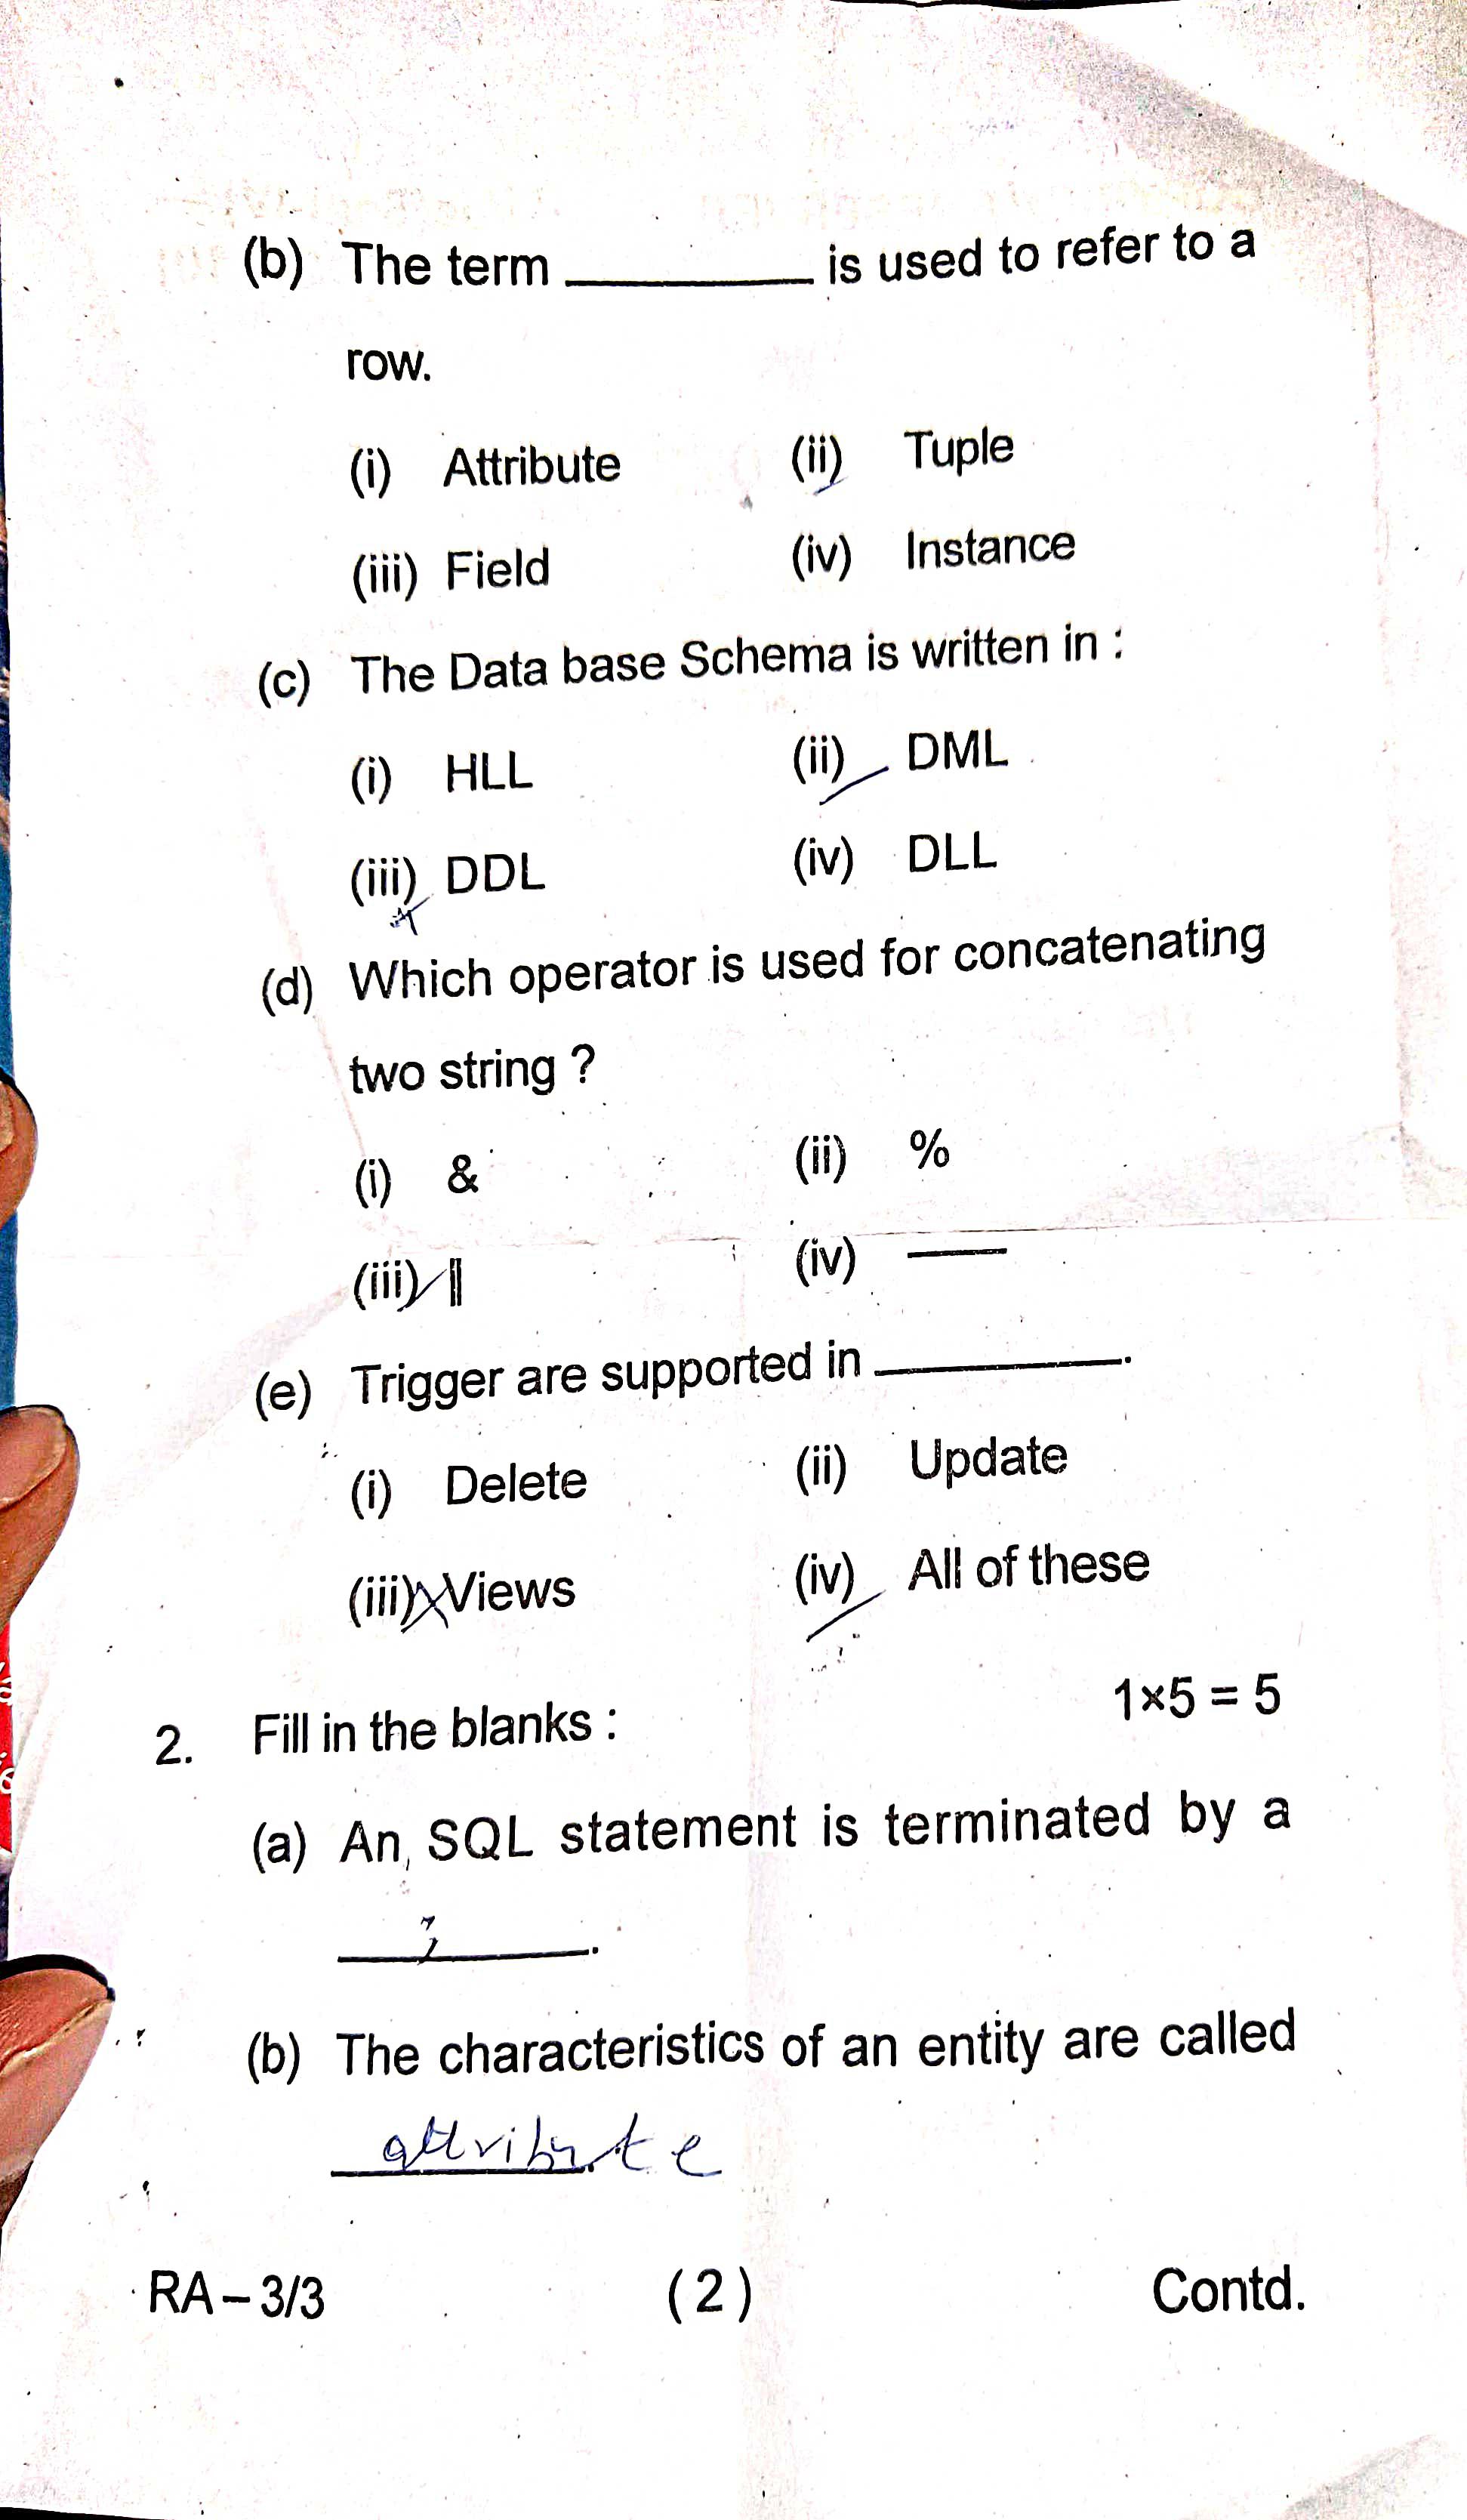 (b) The term ________ is used to refer to a
row.
(i) Attribute (ii) Tuple
(iii) Field (iv) Instance
(c) The Data base Schema is written in :
(i) HLL (ii) DML
(iii) DDL (iv) DLL
(d) Which operator is used for concatenating
two string ?
(i) & (ii) %
(iii) || (iv) —
(e) Trigger are supported in ________.
(i) Delete (ii) Update
(iii) Views (iv) All of these
2. Fill in the blanks : 1×5 = 5
(a) An SQL statement is terminated by a
; .
(b) The characteristics of an entity are called
attribute
RA – 3/3 ( 2 ) Contd.